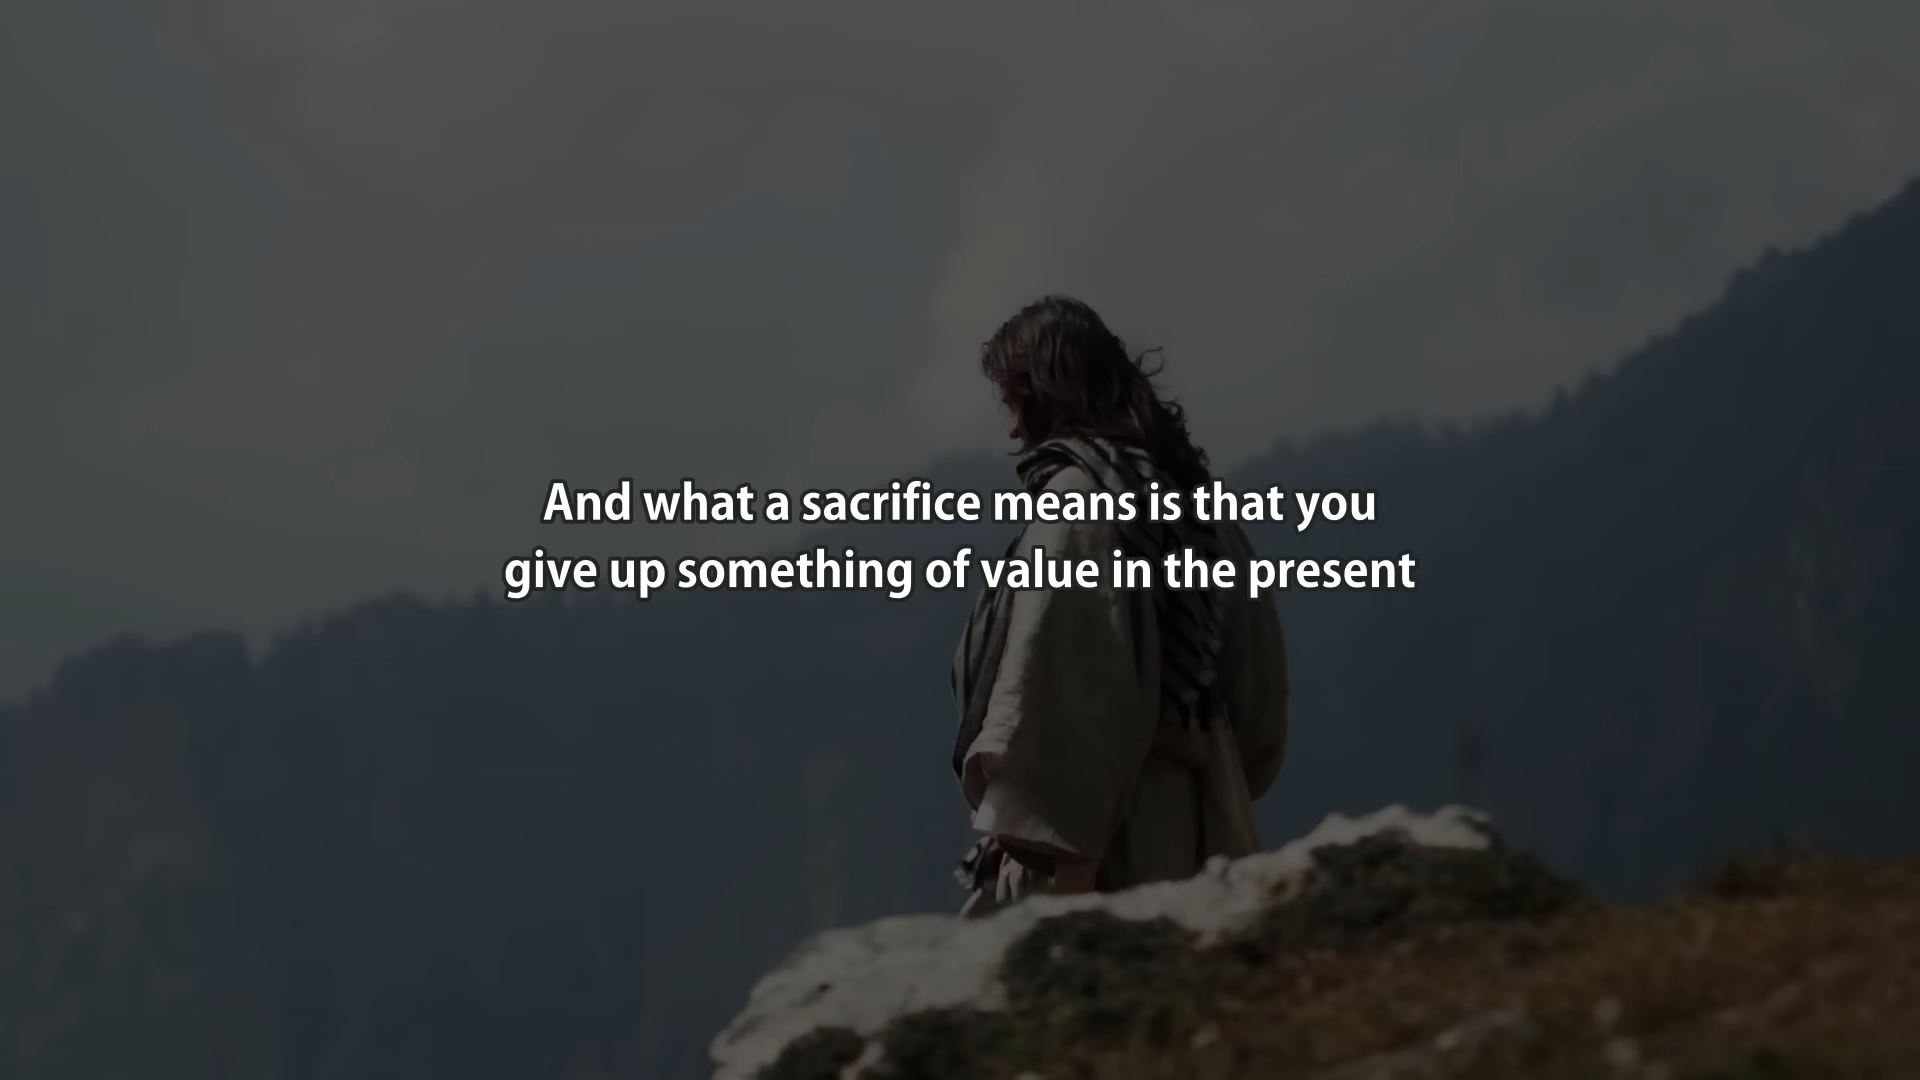 And what a sacrifice means is that you
give up something of value in the present